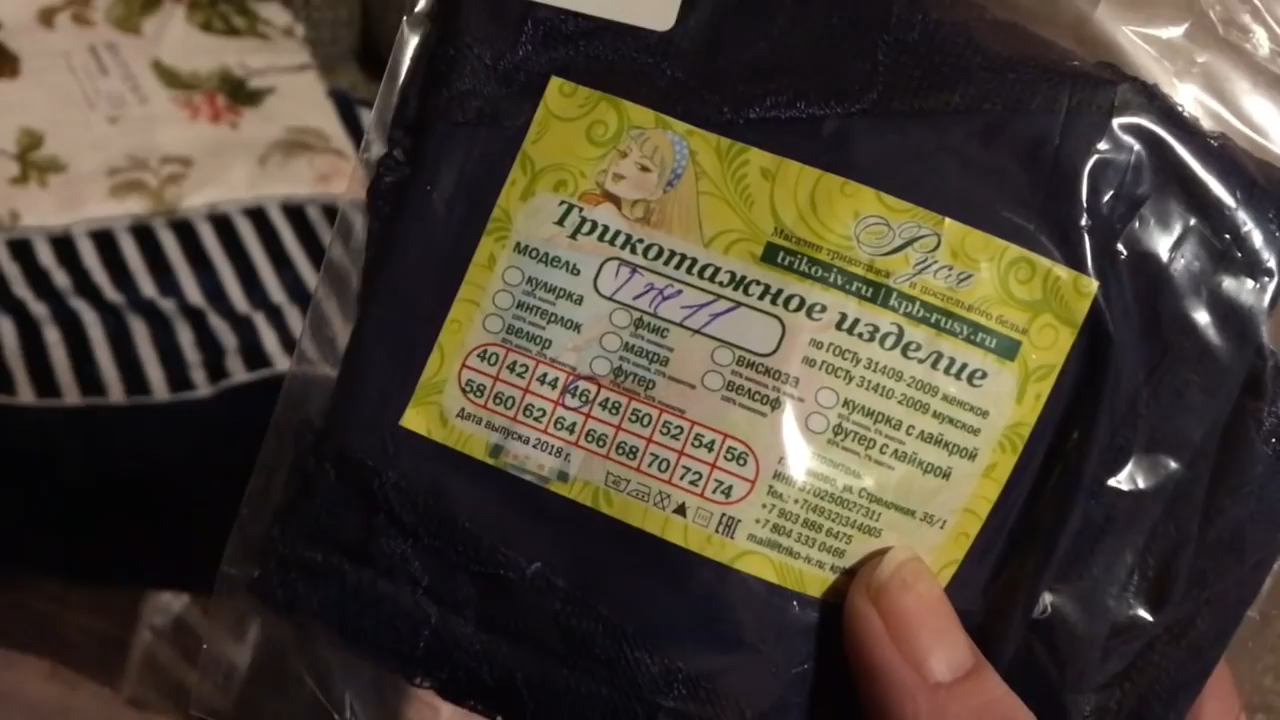 Руся
Магазин трикотажа
и постельного белья
triko-iv.ru | kpb-rusy.ru
Трикотажное изделие
модель
кулирка
интерлок
велюр
флис
махра
футер
вискоза
велсофт
по ГОСТу 31409-2009 женское
по ГОСТу 31410-2009 мужское
кулирка с лайкрой
футер с лайкрой
40 42 44 46 48 50 52 54 56
58 60 62 64 66 68 70 72 74
Дата выпуска 2018 г.
ул. Стрелочная, 35/1
ИНН 370250027311
Тел.: +7(4932)344005
+7 903 888 6475
+7 804 333 0466
mail@triko-iv.ru; kpb
EAC